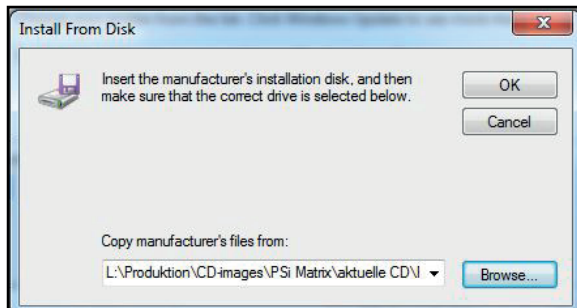 Install From Disk
Insert the manufacturer's installation disk, and then
make sure that the correct drive is selected below.
OK
Cancel
Copy manufacturer's files from:
L:\Produktion\CD-images\PSi Matrix\aktuelle CD\
Browse...